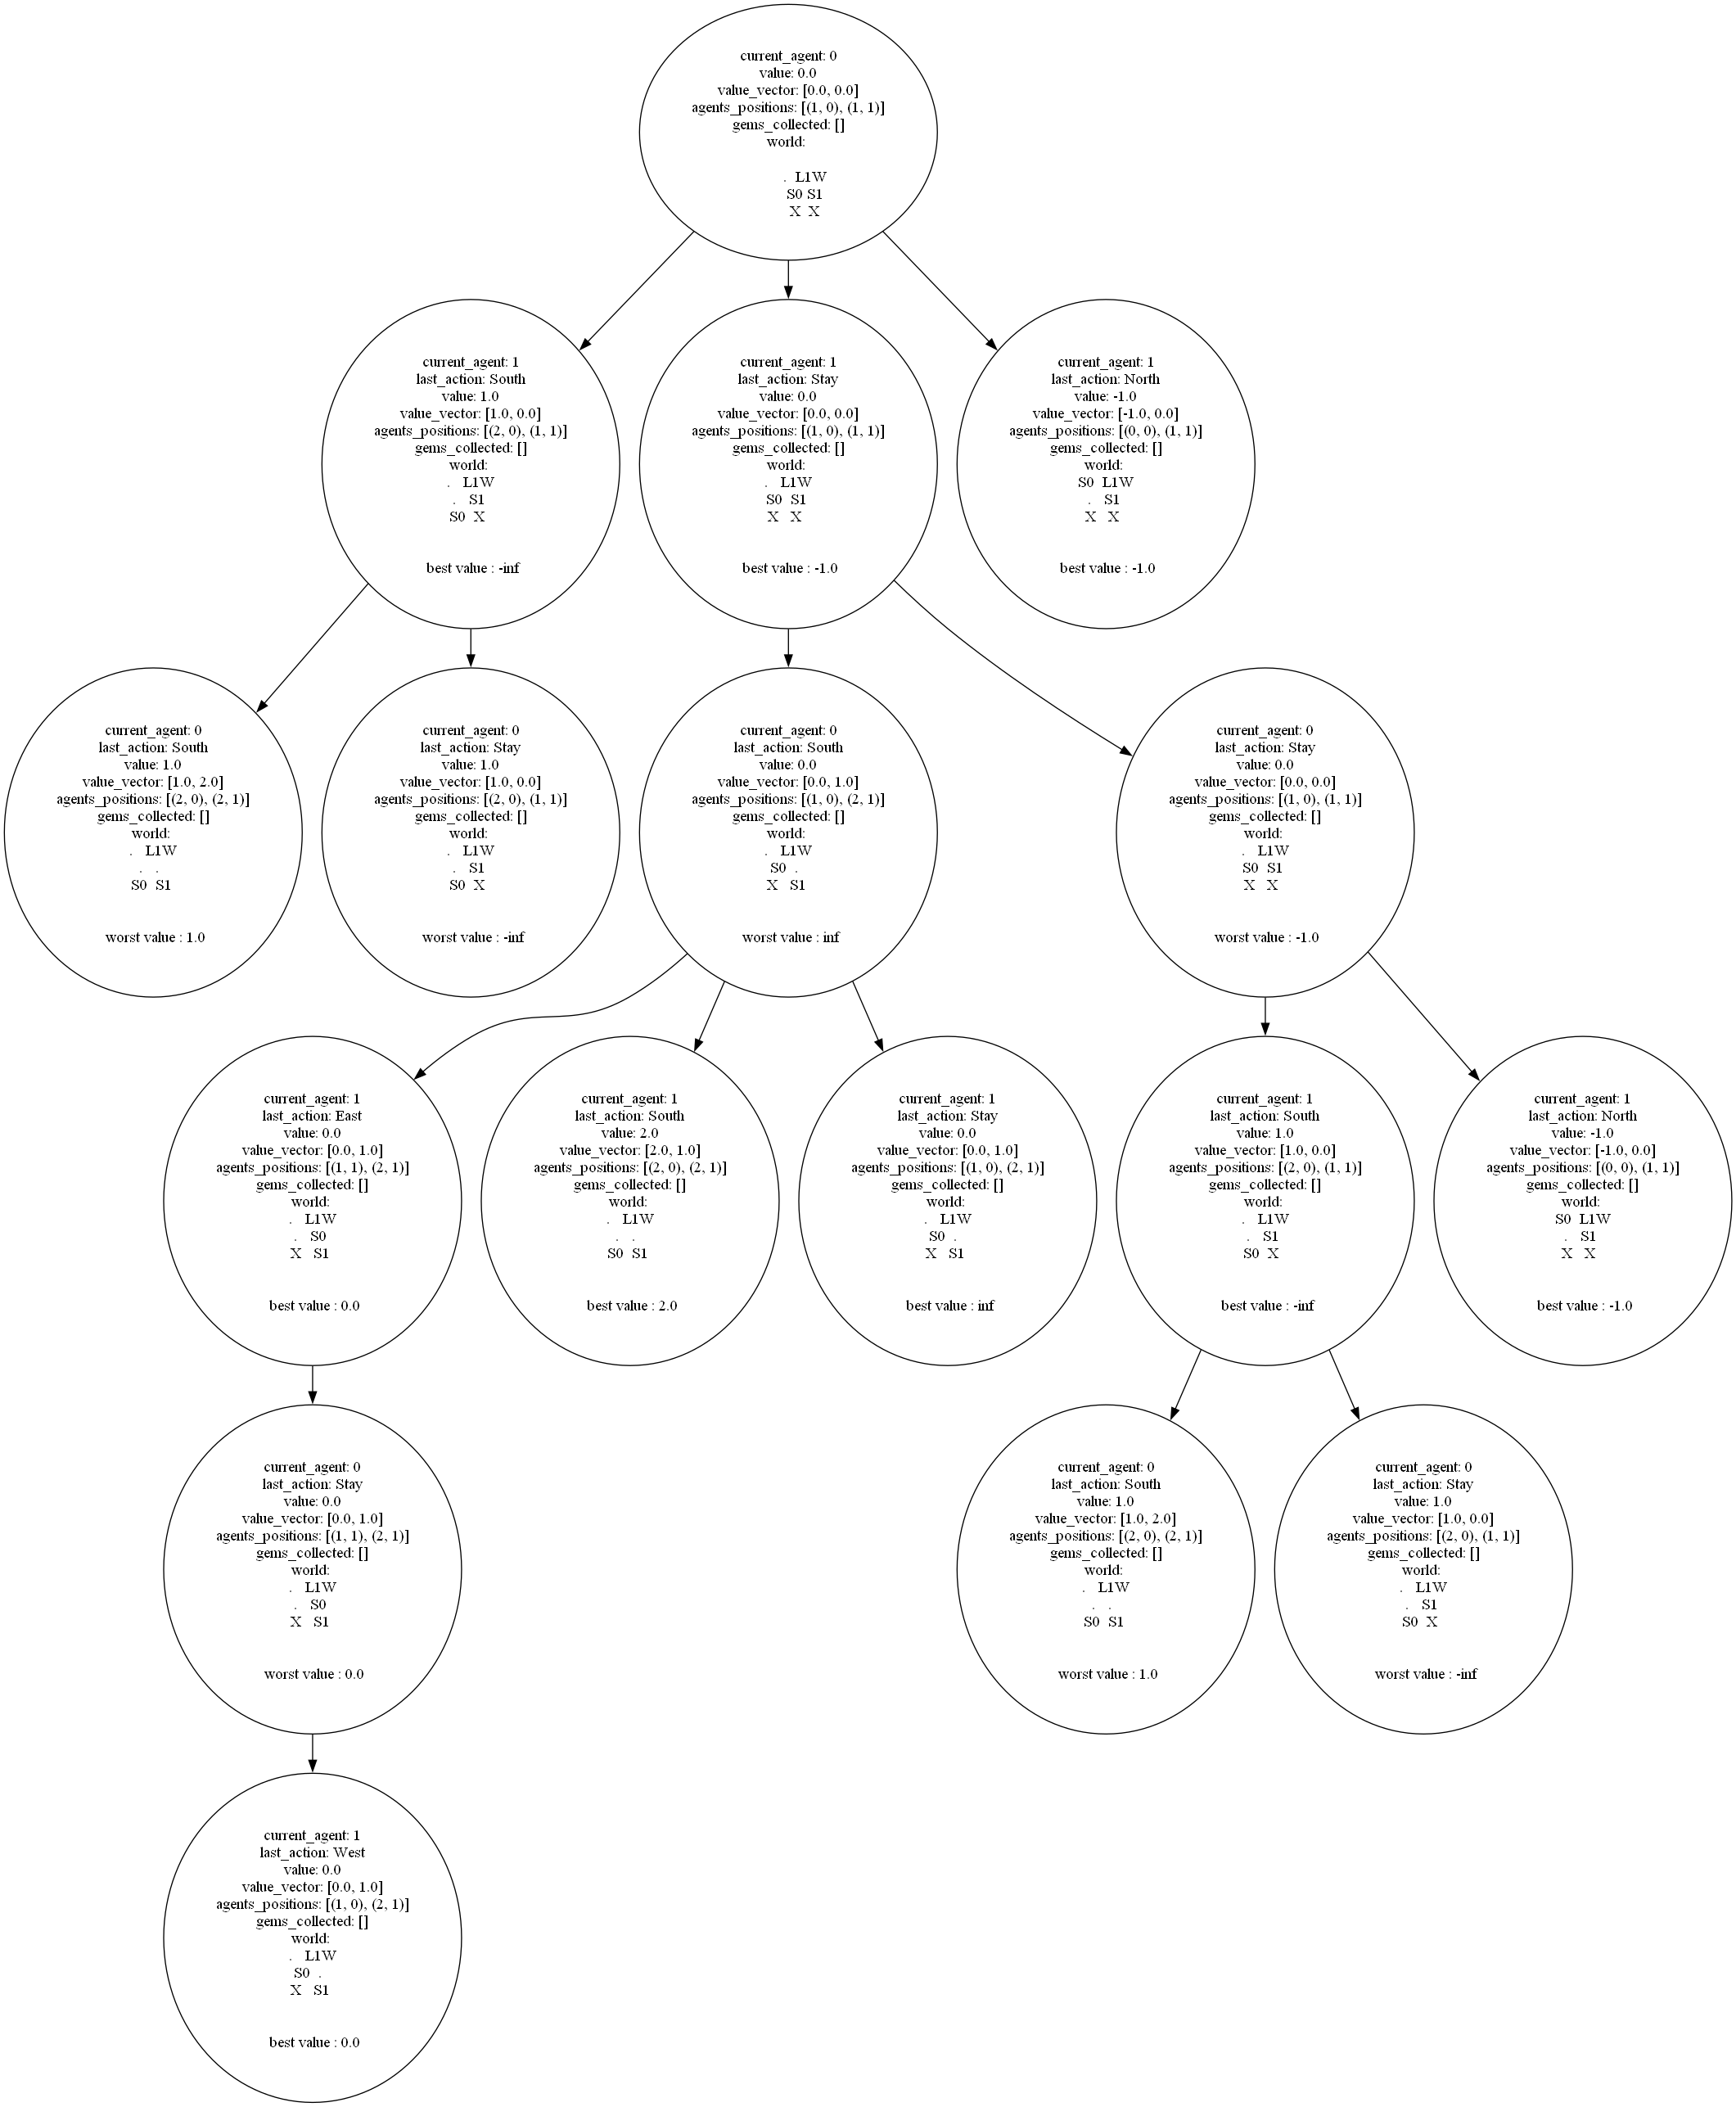 current_agent: 0
value: 0.0
value_vector: [0.0, 0.0]
agents_positions: [(1, 0), (1, 1)]
gems_collected: []
world:
. L1W
S0 S1
X X
current_agent: 1
last_action: South
value: 1.0
value_vector: [1.0, 0.0]
agents_positions: [(2, 0), (1, 1)]
gems_collected: []
world:
. L1W
. S1
S0 X
best value : -inf
current_agent: 1
last_action: Stay
value: 0.0
value_vector: [0.0, 0.0]
agents_positions: [(1, 0), (1, 1)]
gems_collected: []
world:
. L1W
S0 S1
X X
best value : -1.0
current_agent: 1
last_action: North
value: -1.0
value_vector: [-1.0, 0.0]
agents_positions: [(0, 0), (1, 1)]
gems_collected: []
world:
S0 L1W
. S1
X X
best value : -1.0
current_agent: 0
last_action: South
value: 1.0
value_vector: [1.0, 2.0]
agents_positions: [(2, 0), (2, 1)]
gems_collected: []
world:
. L1W
. .
S0 S1
worst value : 1.0
current_agent: 0
last_action: Stay
value: 1.0
value_vector: [1.0, 0.0]
agents_positions: [(2, 0), (1, 1)]
gems_collected: []
world:
. L1W
. S1
S0 X
worst value : -inf
current_agent: 0
last_action: South
value: 0.0
value_vector: [0.0, 1.0]
agents_positions: [(1, 0), (2, 1)]
gems_collected: []
world:
. L1W
S0 .
X S1
worst value : inf
current_agent: 0
last_action: Stay
value: 0.0
value_vector: [0.0, 0.0]
agents_positions: [(1, 0), (1, 1)]
gems_collected: []
world:
. L1W
S0 S1
X X
worst value : -1.0
current_agent: 1
last_action: East
value: 0.0
value_vector: [0.0, 1.0]
agents_positions: [(1, 1), (2, 1)]
gems_collected: []
world:
. L1W
. S0
X S1
best value : 0.0
current_agent: 1
last_action: South
value: 2.0
value_vector: [2.0, 1.0]
agents_positions: [(2, 0), (2, 1)]
gems_collected: []
world:
. L1W
. .
S0 S1
best value : 2.0
current_agent: 1
last_action: Stay
value: 0.0
value_vector: [0.0, 1.0]
agents_positions: [(1, 0), (2, 1)]
gems_collected: []
world:
. L1W
S0 .
X S1
best value : inf
current_agent: 1
last_action: South
value: 1.0
value_vector: [1.0, 0.0]
agents_positions: [(2, 0), (1, 1)]
gems_collected: []
world:
. L1W
. S1
S0 X
best value : -inf
current_agent: 1
last_action: North
value: -1.0
value_vector: [-1.0, 0.0]
agents_positions: [(0, 0), (1, 1)]
gems_collected: []
world:
S0 L1W
. S1
X X
best value : -1.0
current_agent: 0
last_action: Stay
value: 0.0
value_vector: [0.0, 1.0]
agents_positions: [(1, 1), (2, 1)]
gems_collected: []
world:
. L1W
. S0
X S1
worst value : 0.0
current_agent: 0
last_action: South
value: 1.0
value_vector: [1.0, 2.0]
agents_positions: [(2, 0), (2, 1)]
gems_collected: []
world:
. L1W
. .
S0 S1
worst value : 1.0
current_agent: 0
last_action: Stay
value: 1.0
value_vector: [1.0, 0.0]
agents_positions: [(2, 0), (1, 1)]
gems_collected: []
world:
. L1W
. S1
S0 X
worst value : -inf
current_agent: 1
last_action: West
value: 0.0
value_vector: [0.0, 1.0]
agents_positions: [(1, 0), (2, 1)]
gems_collected: []
world:
. L1W
S0 .
X S1
best value : 0.0